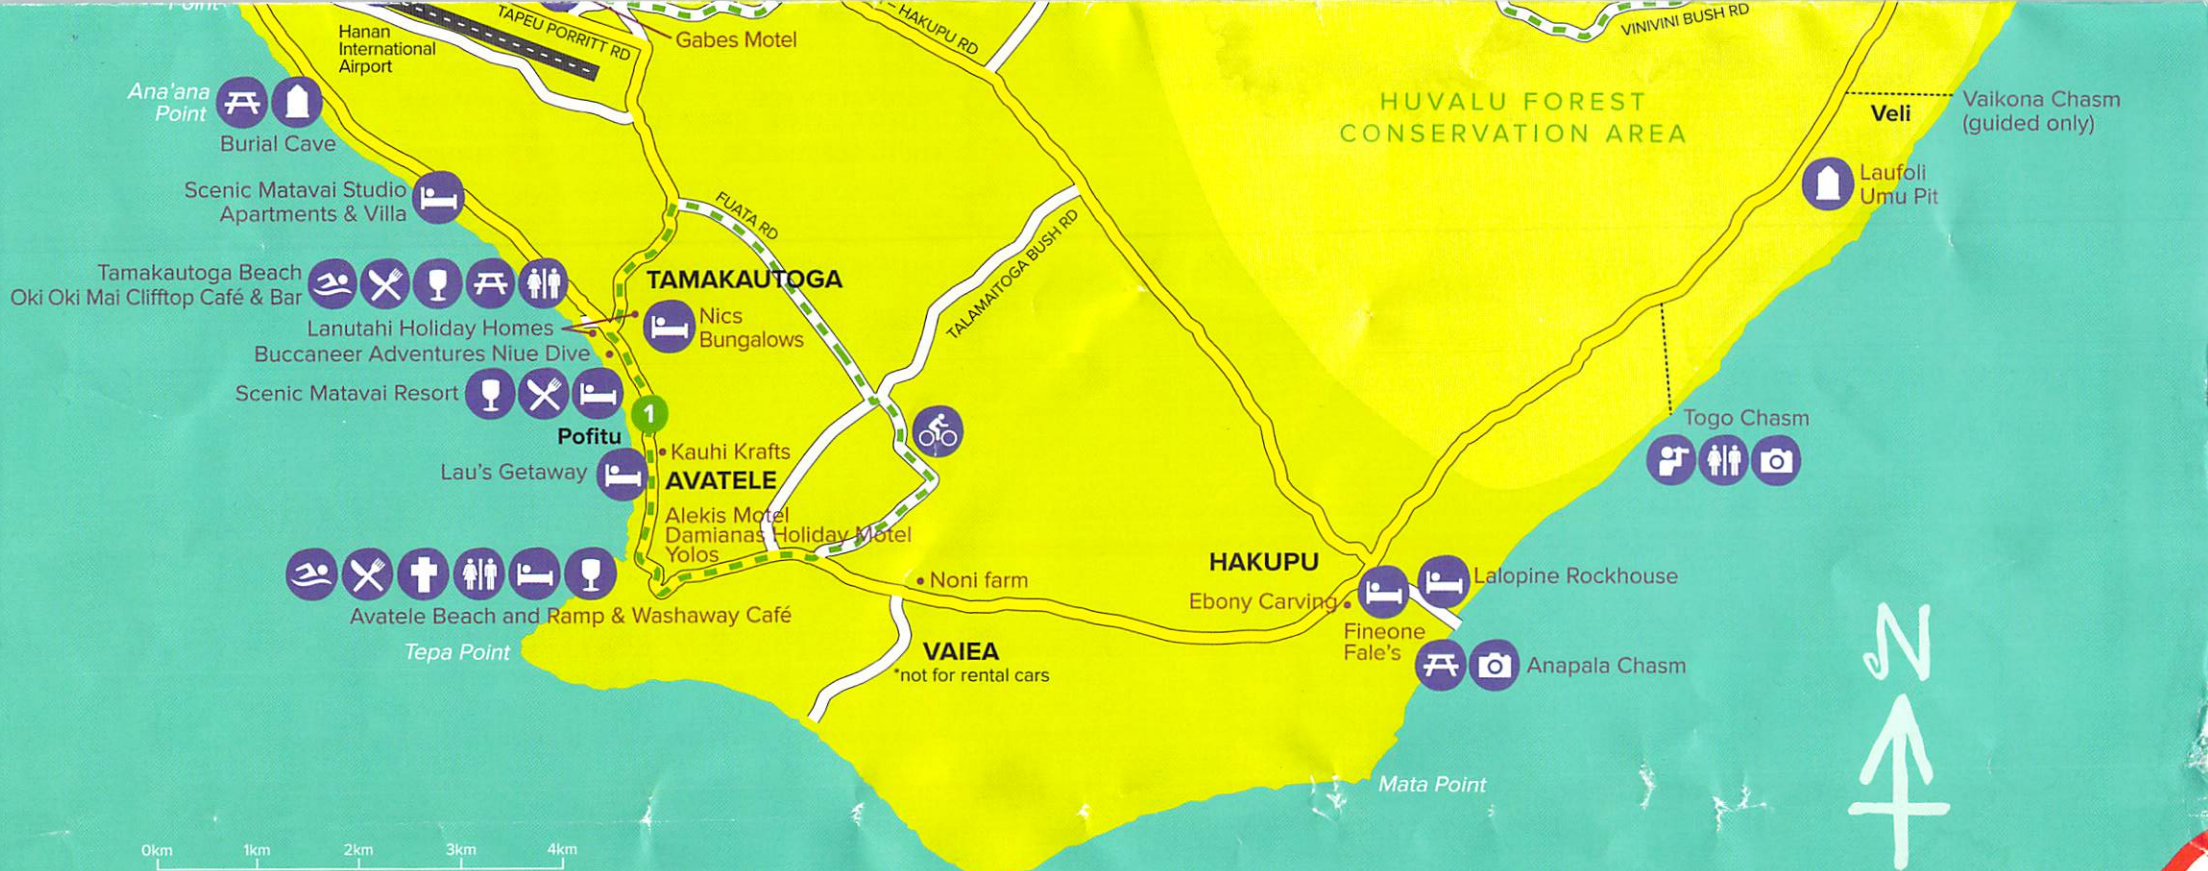 Point
Hanan
International
Airport
TAPEU PORRITT RD
Gabes Motel
- HAKUPU RD
VINIVINI BUSH RD
Ana'ana
Point
Burial Cave
HUVALU FOREST
CONSERVATION AREA
Veli
Vaikona Chasm
(guided only)
Laufoli
Umu Pit
Scenic Matavai Studio
Apartments & Villa
FUATA RD
TALAMAITOGA BUSH RD
Tamakautoga Beach
Oki Oki Mai Clifftop Café & Bar
TAMAKAUTOGA
Nics
Bungalows
Lanutahi Holiday Homes
Buccaneer Adventures Niue Dive
Scenic Matavai Resort
1
Pofitu
Kauhi Krafts
Lau's Getaway
AVATELE
Togo Chasm
Alekis Motel
Damianas Holiday Motel
Yolos
Avatele Beach and Ramp & Washaway Café
Tepa Point
Noni farm
VAIEA
*not for rental cars
HAKUPU
Ebony Carving
Lalopine Rockhouse
Fineone
Fale's
Anapala Chasm
Mata Point
N
0km
1km
2km
3km
4km